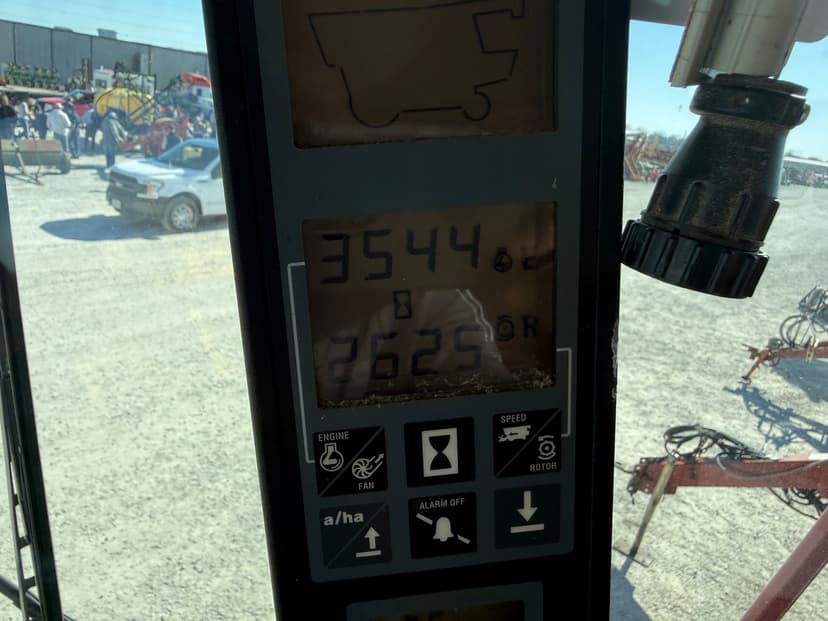 3544 E
2625 R
ENGINE
FAN
SPEED
ROTOR
a/ha
ALARM OFF